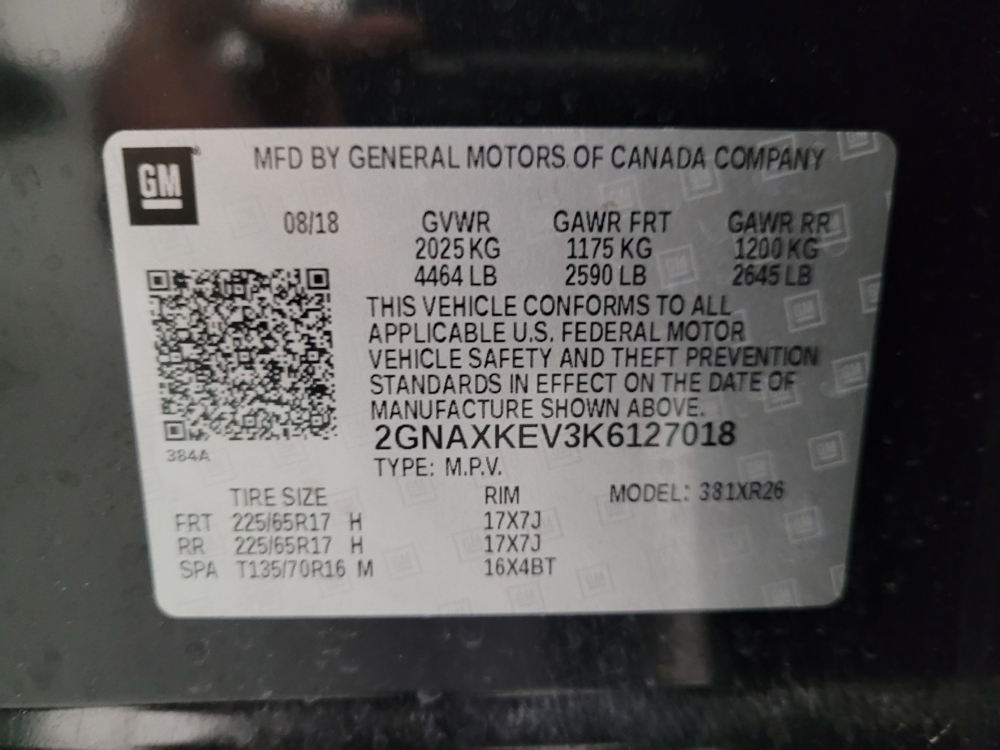 GM MFD BY GENERAL MOTORS OF CANADA COMPANY
08/18 GVWR GAWR FRT GAWR RR
2025 KG 1175 KG 1200 KG
4464 LB 2590 LB 2645 LB
THIS VEHICLE CONFORMS TO ALL
APPLICABLE U.S. FEDERAL MOTOR
VEHICLE SAFETY AND THEFT PREVENTION
STANDARDS IN EFFECT ON THE DATE OF
MANUFACTURE SHOWN ABOVE.
2GNAXKEV3K6127018
384A
TYPE: M.P.V.
TIRE SIZE RIM MODEL: 381XR26
FRT 225/65R17 H 17X7J
RR 225/65R17 H 17X7J
SPA T135/70R16 M 16X4BT